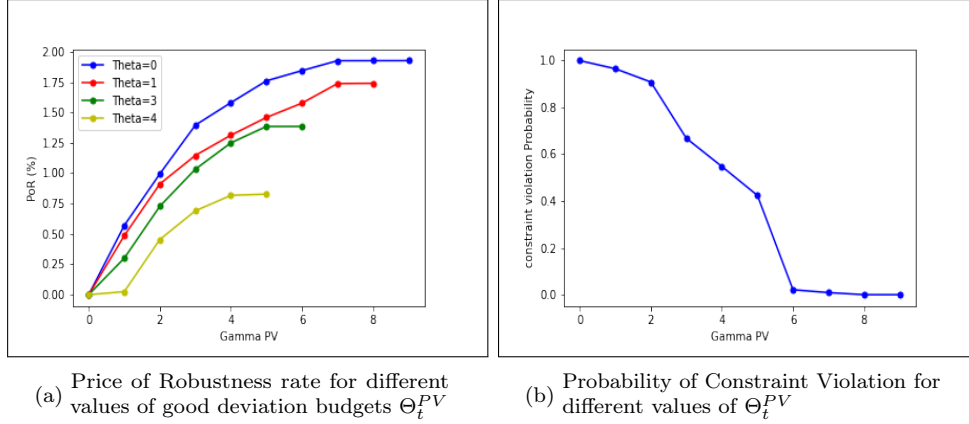 2.00
1.75
1.50
1.25
1.00
0.75
0.50
0.25
0.00
PoR (%)
Theta=0
Theta=1
Theta=3
Theta=4
0 2 4 6 8
Gamma PV
1.0
0.8
0.6
0.4
0.2
0.0
constraint violation Probability
0 2 4 6 8
Gamma PV
(a) Price of Robustness rate for different
values of good deviation budgets Θ_t^{PV}
(b) Probability of Constraint Violation for
different values of Θ_t^{PV}